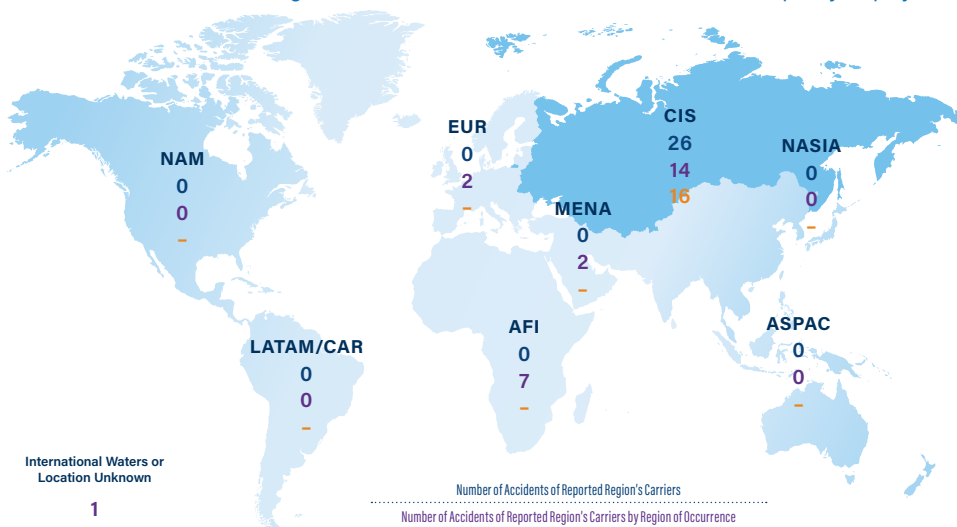 NAM
0
0
–
EUR
0
2
–
CIS
26
14
16
NASIA
0
0
–
MENA
0
2
–
LATAM/CAR
0
0
–
AFI
0
7
–
ASPAC
0
0
–
International Waters or
Location Unknown
1
Number of Accidents of Reported Region's Carriers
Number of Accidents of Reported Region's Carriers by Region of Occurrence